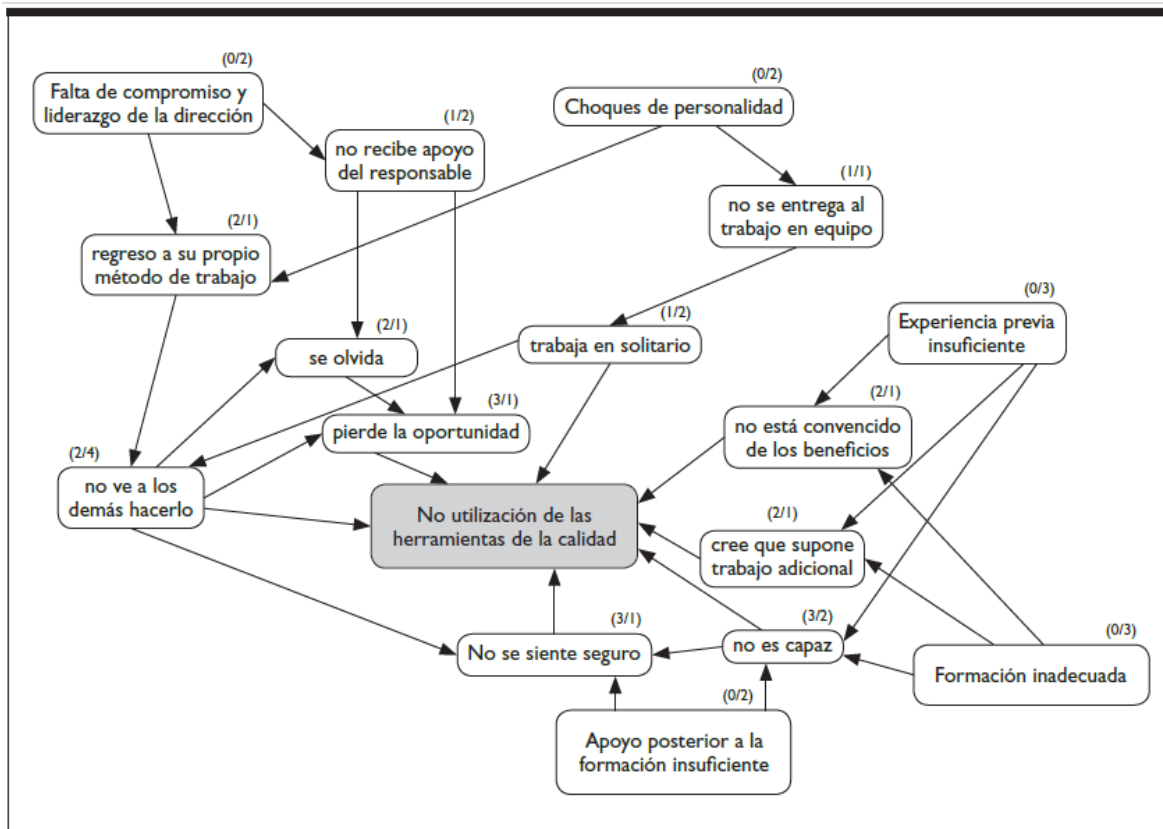 (0/2)
Falta de compromiso y
liderazgo de la dirección
(0/2)
Choques de personalidad
(1/2)
no recibe apoyo
del responsable
(1/1)
no se entrega al
trabajo en equipo
(2/1)
regreso a su propio
método de trabajo
(0/3)
Experiencia previa
insuficiente
(2/1)
se olvida
(1/2)
trabaja en solitario
(3/1)
pierde la oportunidad
(2/1)
no está convencido
de los beneficios
(2/4)
no ve a los
demás hacerlo
No utilización de las
herramientas de la calidad
(2/1)
cree que supone
trabajo adicional
(3/1)
No se siente seguro
(3/2)
no es capaz
(0/3)
Formación inadecuada
(0/2)
Apoyo posterior a la
formación insuficiente